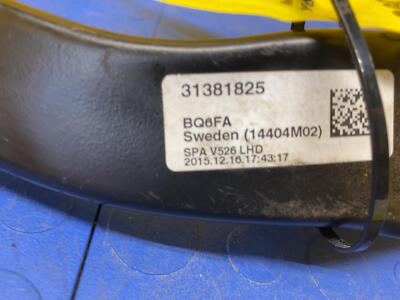 31381825
BQ6FA
Sweden (14404M02)
SPA V526 LHD
2015.12.16.17:43:17